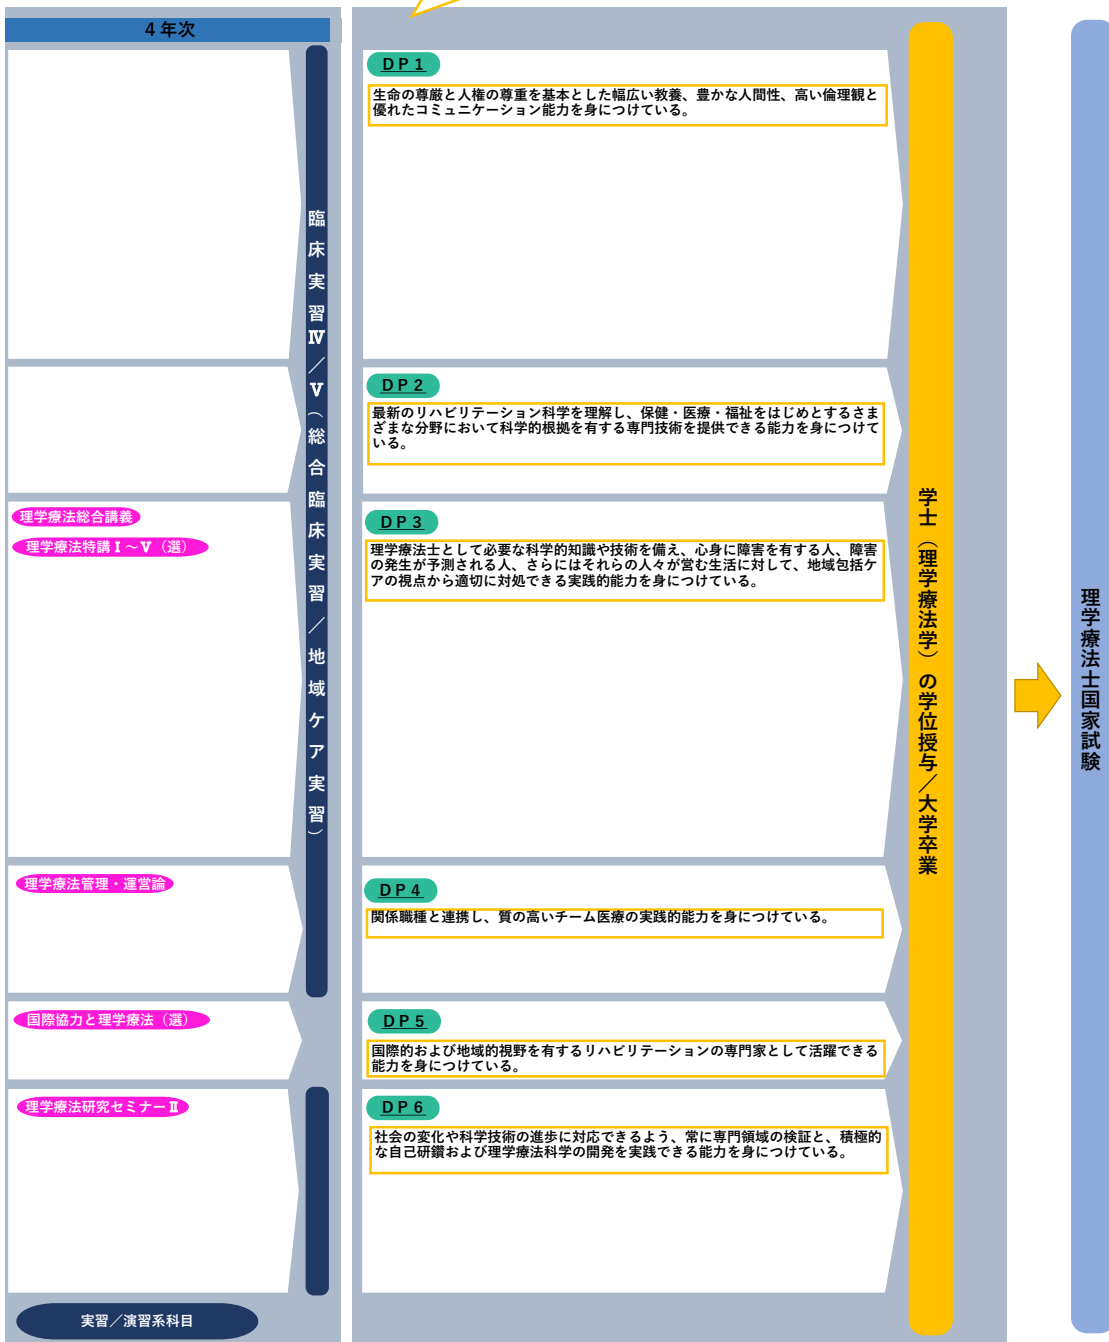 4年次
臨床実習Ⅳ/Ⅴ(総合臨床実習/地域ケア実習)
理学療法総合講義
理学療法特講Ⅰ~Ⅴ(選)
理学療法管理・運営論
国際協力と理学療法(選)
理学療法研究セミナーⅡ
実習/演習系科目
DP1
生命の尊厳と人権の尊重を基本とした幅広い教養、豊かな人間性、高い倫理観と
優れたコミュニケーション能力を身につけている。
DP2
最新のリハビリテーション科学を理解し、保健・医療・福祉をはじめとするさま
ざまな分野において科学的根拠を有する専門技術を提供できる能力を身につけて
いる。
DP3
理学療法士として必要な科学的知識や技術を備え、心身に障害を有する人、障害
の発生が予測される人、さらにはそれらの人々が営む生活に対して、地域包括ケ
アの視点から適切に対処できる実践的能力を身につけている。
DP4
関係職種と連携し、質の高いチーム医療の実践的能力を身につけている。
DP5
国際的および地域的視野を有するリハビリテーションの専門家として活躍できる
能力を身につけている。
DP6
社会の変化や科学技術の進歩に対応できるよう、常に専門領域の検証と、積極的
な自己研鑽および理学療法科学の開発を実践できる能力を身につけている。
学士(理学療法学)の学位授与/大学卒業
理学療法士国家試験